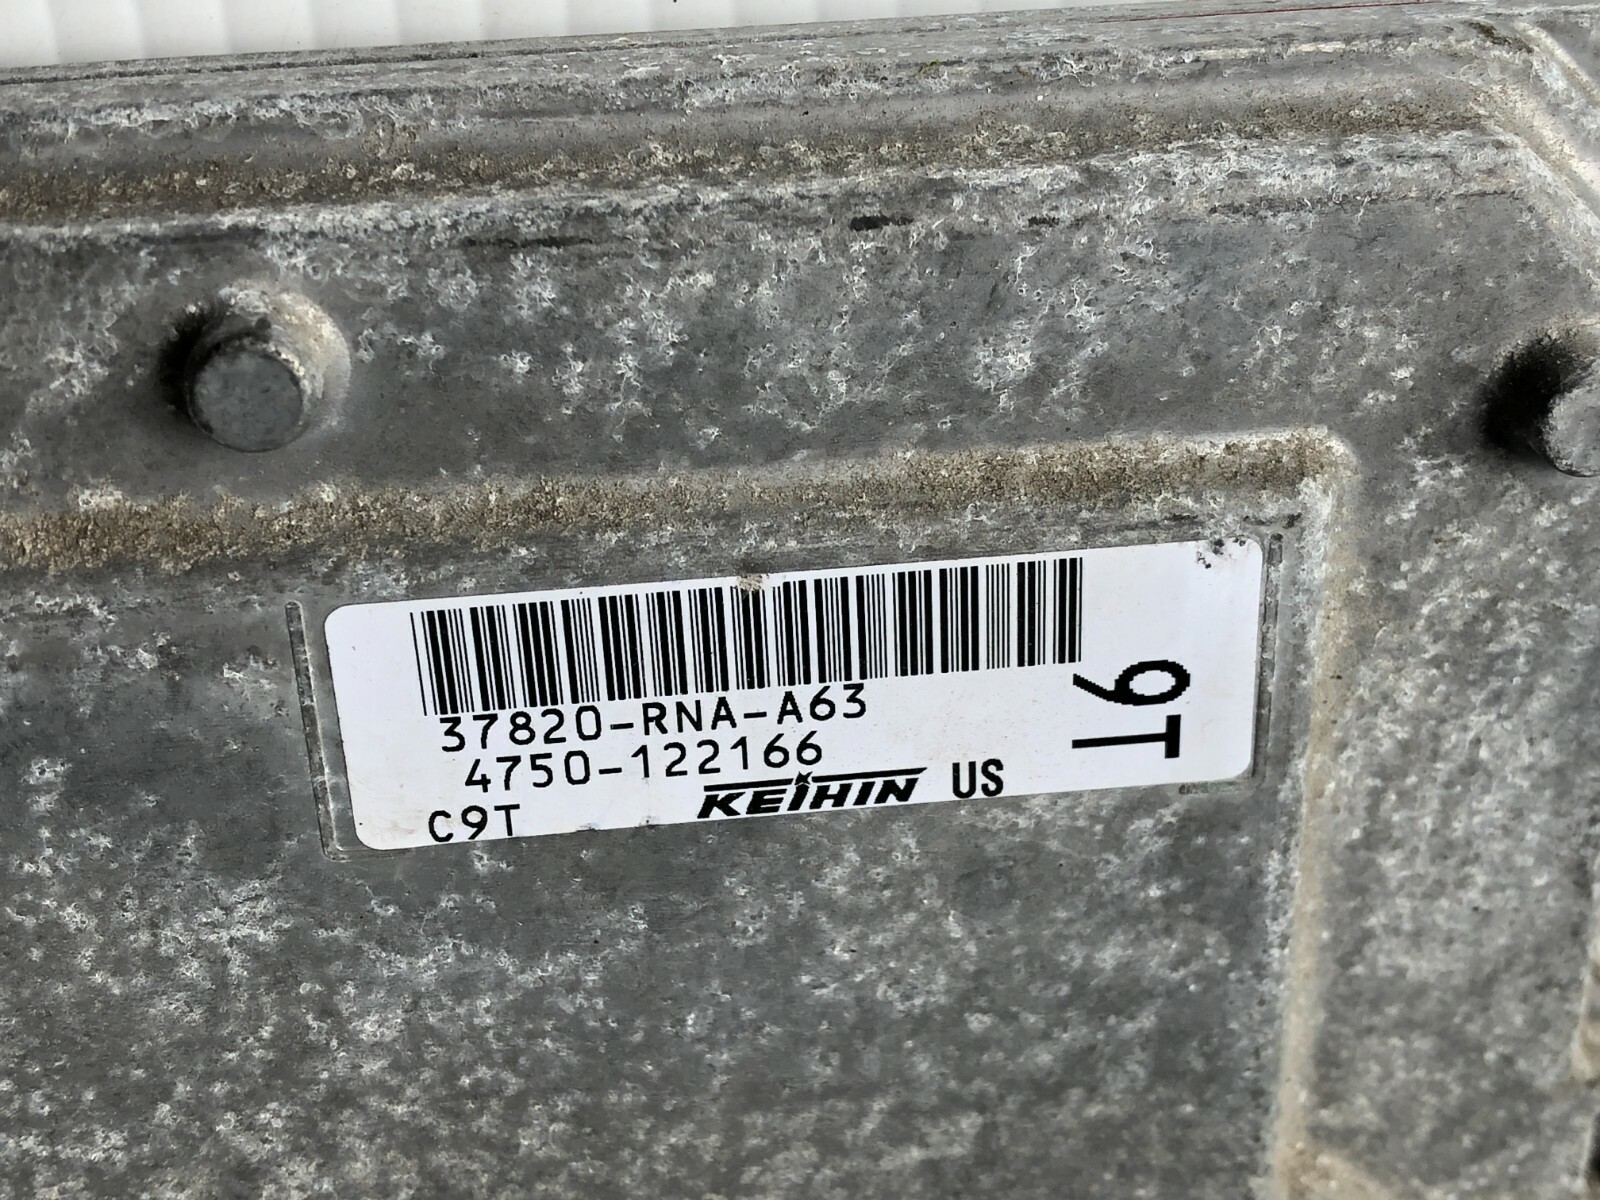 37820-RNA-A63
4750-122166
C9T
KEIHIN US
9T